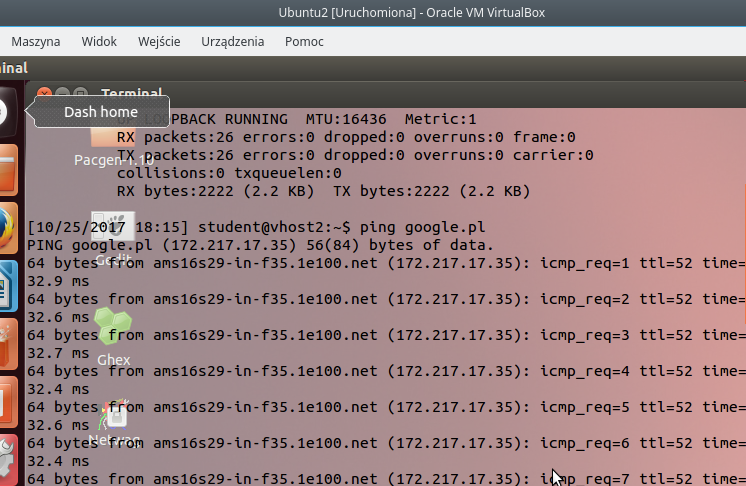 Ubuntu2 [Uruchomiona] - Oracle VM VirtualBox
Maszyna Widok Wejście Urządzenia Pomoc
inal
Terminal
Dash home
LOOPBACK RUNNING  MTU:16436  Metric:1
RX packets:26 errors:0 dropped:0 overruns:0 frame:0
Pacgen-1.10
TX packets:26 errors:0 dropped:0 overruns:0 carrier:0
collisions:0 txqueuelen:0
RX bytes:2222 (2.2 KB)  TX bytes:2222 (2.2 KB)
[10/25/2017 18:15] student@vhost2:~$ ping google.pl
PING google.pl (172.217.17.35) 56(84) bytes of data.
64 bytes from ams16s29-in-f35.1e100.net (172.217.17.35): icmp_req=1 ttl=52 time=
32.9 ms
64 bytes from ams16s29-in-f35.1e100.net (172.217.17.35): icmp_req=2 ttl=52 time=
32.6 ms
64 bytes from ams16s29-in-f35.1e100.net (172.217.17.35): icmp_req=3 ttl=52 time=
32.7 ms
Ghex
64 bytes from ams16s29-in-f35.1e100.net (172.217.17.35): icmp_req=4 ttl=52 time=
32.4 ms
64 bytes from ams16s29-in-f35.1e100.net (172.217.17.35): icmp_req=5 ttl=52 time=
32.6 ms
64 bytes from ams16s29-in-f35.1e100.net (172.217.17.35): icmp_req=6 ttl=52 time=
32.4 ms
64 bytes from ams16s29-in-f35.1e100.net (172.217.17.35): icmp_req=7 ttl=52 time=